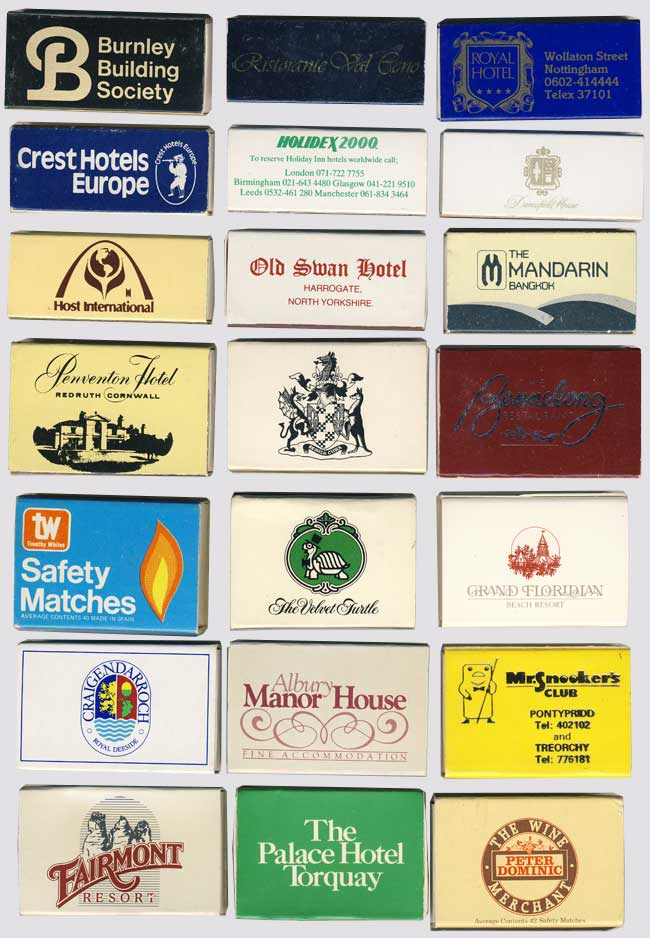 B
Burnley
Building
Society
Ristorante Val Ceno
ROYAL
HOTEL
Wollaton Street
Nottingham
0602-414444
Telex 37101
Crest Hotels
Europe
Crest Hotels Europe
HOLIDEX 2000
To reserve Holiday Inn hotels worldwide call;
London 071-722 7755
Birmingham 021-643 4480 Glasgow 041-221 9510
Leeds 0532-461 280 Manchester 061-834 3464
House
Host International
Old Swan Hotel
HARROGATE,
NORTH YORKSHIRE.
THE
MANDARIN
BANGKOK
Penventon Hotel
REDRUTH CORNWALL
THE
Bennelong
RESTAURANT
tw
Timothy Whites
Safety
Matches
AVERAGE CONTENTS 40 MADE IN SPAIN
The Velvet Turtle
GRAND FLORIDIAN
BEACH RESORT
CRAIGENDARROCH
ROYAL DEESIDE
Albury
Manor House
FINE ACCOMMODATION
Mr.Snooker's
CLUB
PONTYPRIDD
Tel: 402102
and
TREORCHY
Tel: 776181
FAIRMONT
RESORT
The
Palace Hotel
Torquay
THE WINE
PETER
DOMINIC
MERCHANT
Average Contents 42 Safety Matches